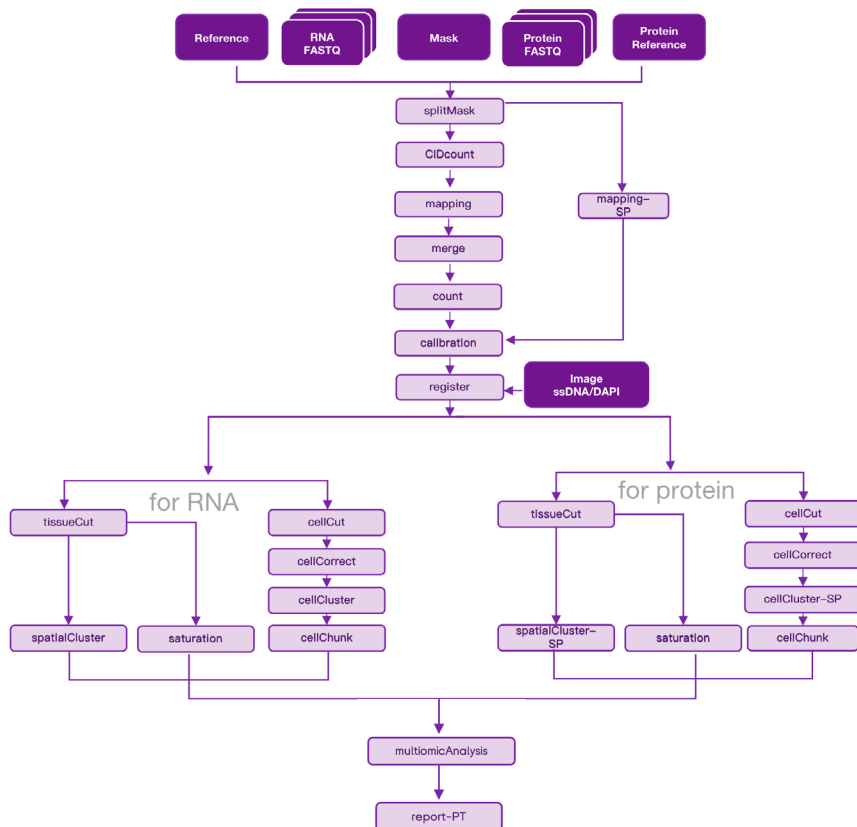 Reference
RNA
FASTQ
Mask
Protein
FASTQ
Protein
Reference
splitMask
CIDcount
mapping
mapping-
SP
merge
count
calibration
register
Image
ssDNA/DAPI
for RNA
for protein
tissueCut
cellCut
tissueCut
cellCut
cellCorrect
cellCorrect
cellCluster
cellCluster-SP
spatialCluster
saturation
cellChunk
spatialCluster-
SP
saturation
cellChunk
multiomicAnalysis
report-PT